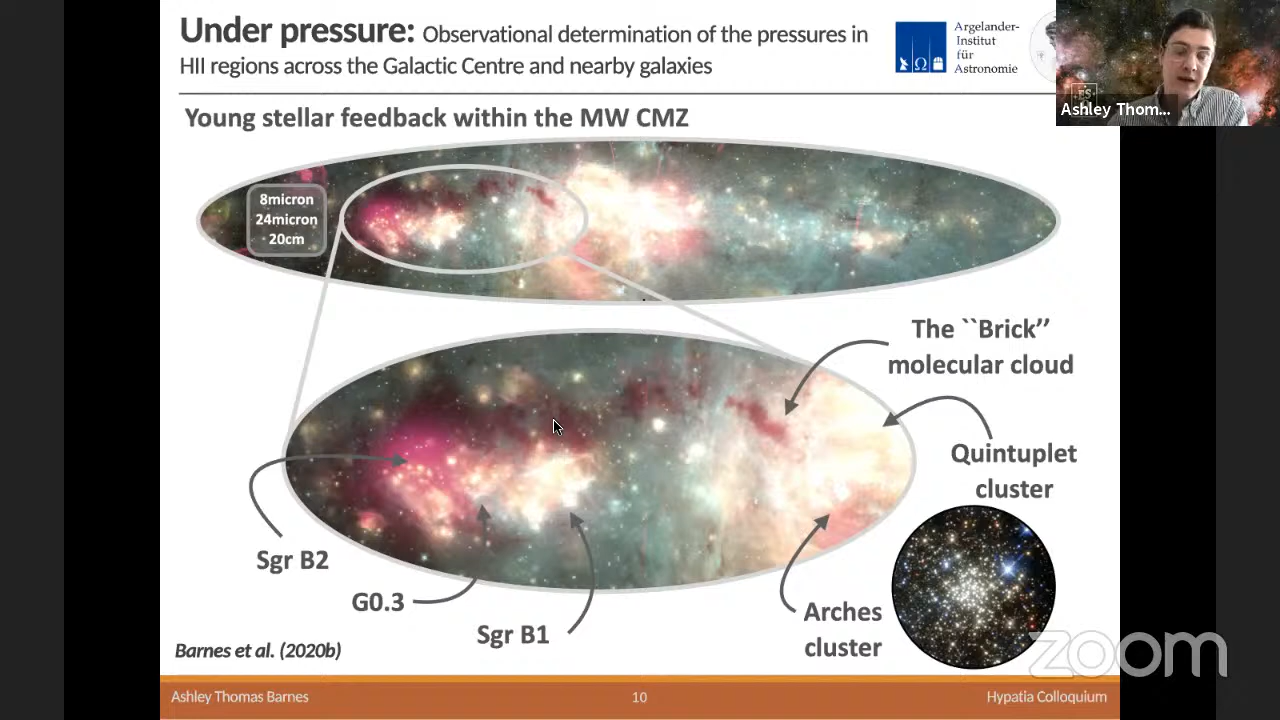 Under pressure: Observational determination of the pressures in
HII regions across the Galactic Centre and nearby galaxies
Argelander-
Institut
für
Astronomie
Ashley Thom...
Young stellar feedback within the MW CMZ
8micron
24micron
20cm
The ``Brick’’
molecular cloud
Quintuplet
cluster
Sgr B2
G0.3
Sgr B1
Arches
cluster
Barnes et al. (2020b)
zoom
Ashley Thomas Barnes
10
Hypatia Colloquium